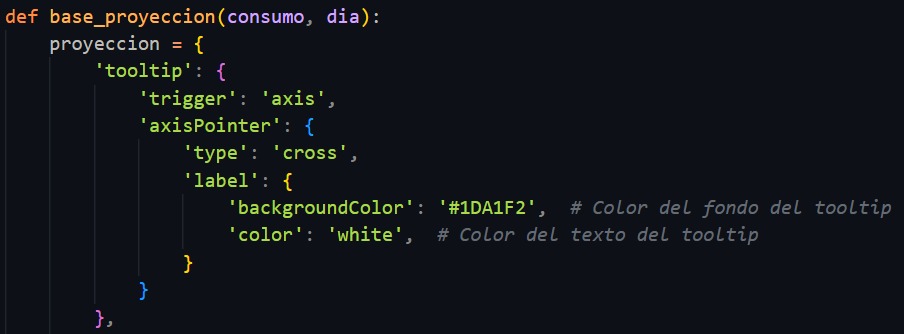 def base_proyeccion(consumo, dia):
    proyeccion = {
        'tooltip': {
            'trigger': 'axis',
            'axisPointer': {
                'type': 'cross',
                'label': {
                    'backgroundColor': '#1DA1F2',  # Color del fondo del tooltip
                    'color': 'white',  # Color del texto del tooltip
                }
            }
        },